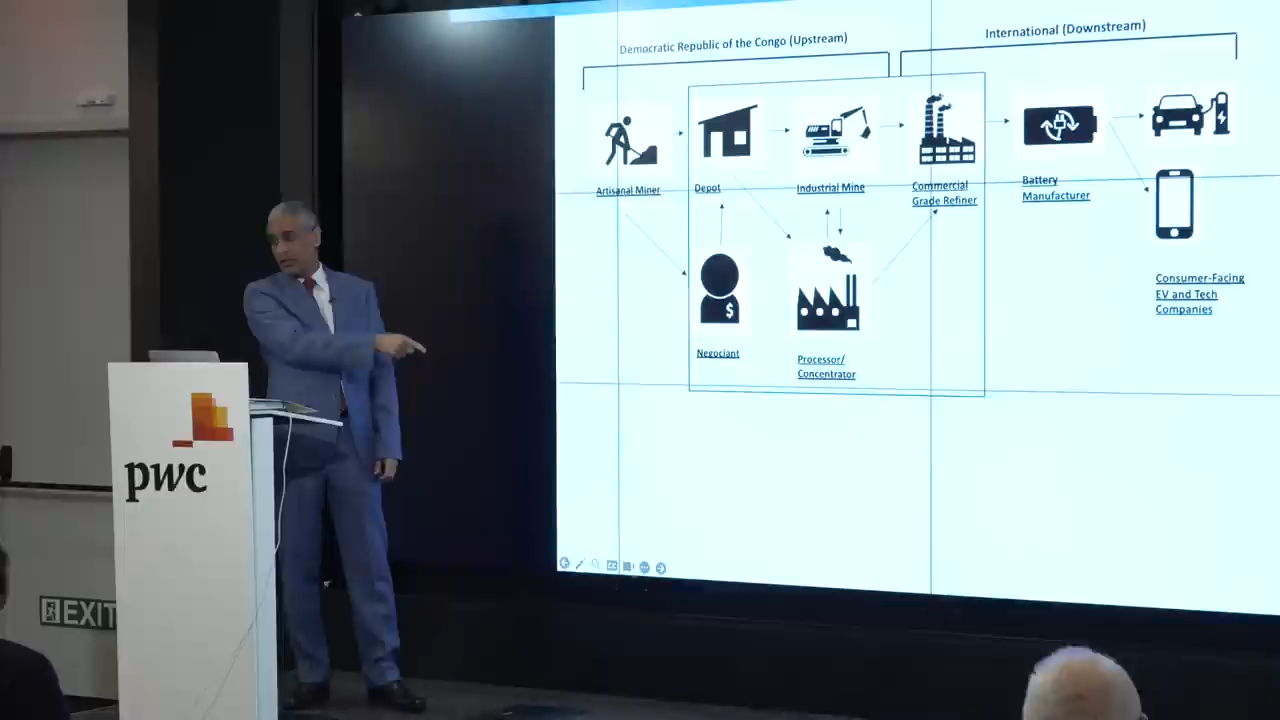 Democratic Republic of the Congo (Upstream)
International (Downstream)
Artisanal Miner
Depot
Industrial Mine
Commercial
Grade Refiner
Battery
Manufacturer
Negociant
Processor/
Concentrator
Consumer-Facing
EV and Tech
Companies
$
pwc
EXIT